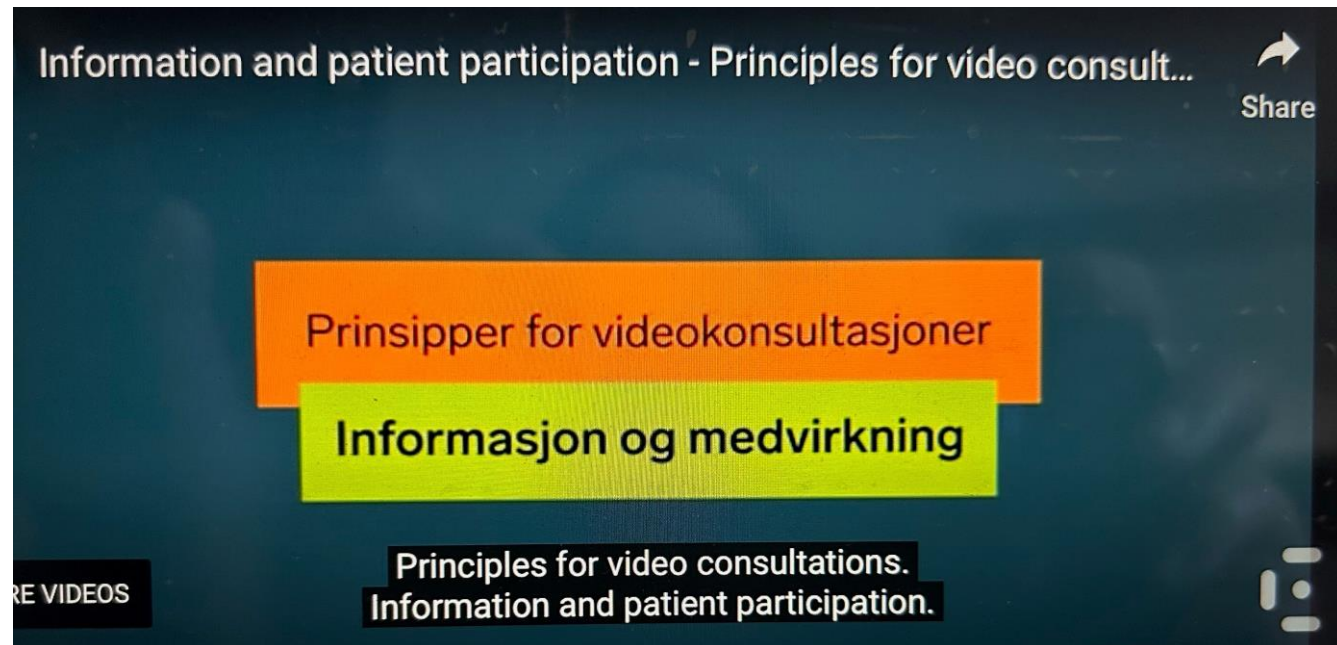 Information and patient participation - Principles for video consult...
Share
Prinsipper for videokonsultasjoner
Informasjon og medvirkning
Principles for video consultations.
Information and patient participation.
RE VIDEOS